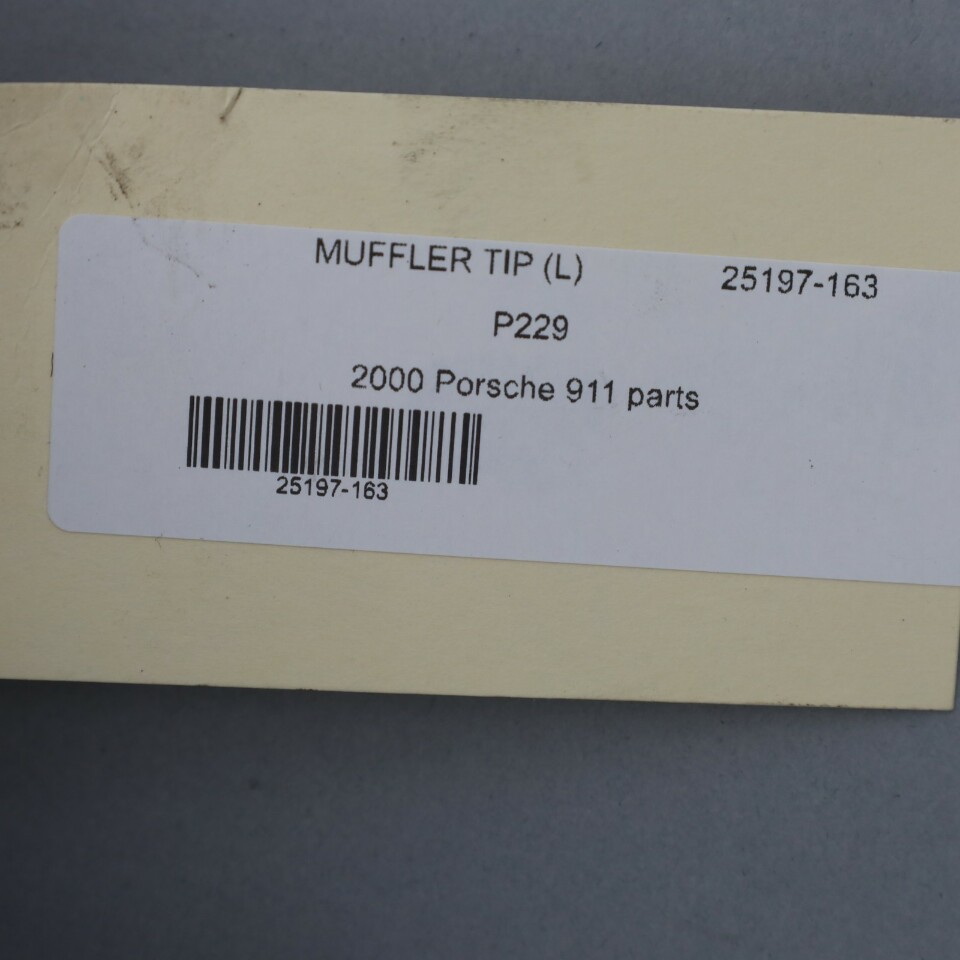 MUFFLER TIP (L) 25197-163
P229
2000 Porsche 911 parts
25197-163